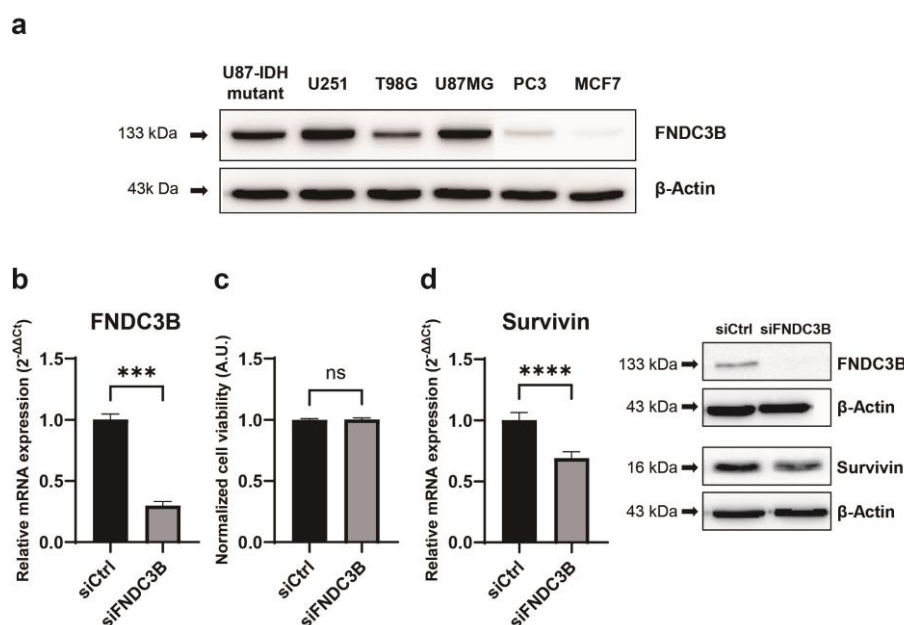 a
U87-IDH mutant U251 T98G U87MG PC3 MCF7
133 kDa FNDC3B
43k Da β-Actin
b
FNDC3B
Relative mRNA expression (2-ΔΔCt)
1.5
1.0
0.5
0.0
***
siCtrl
siFNDC3B
c
Normalized cell viability (A.U.)
1.5
1.0
0.5
0.0
ns
siCtrl
siFNDC3B
d
Survivin
Relative mRNA expression (2-ΔΔCt)
1.5
1.0
0.5
0.0
****
siCtrl
siFNDC3B
siCtrl siFNDC3B
133 kDa FNDC3B
43 kDa β-Actin
16 kDa Survivin
43 kDa β-Actin